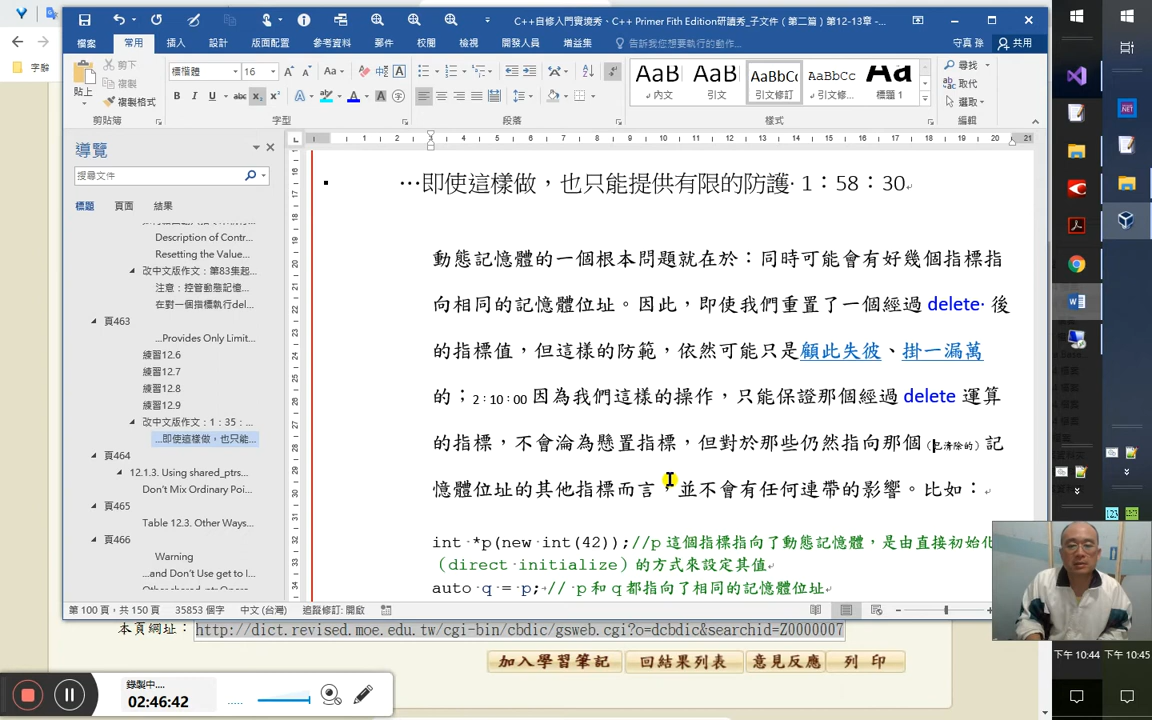 C++自修入門實境秀、C++ Primer Fith Edition研讀秀_子文件（第二篇）第12-13章 -...
檔案 常用 插入 設計 版面配置 參考資料 郵件 校閱 檢視 開發人員 增益集 告訴我您想要執行的動作... 守真 孫 共用
字齡
貼上
剪下
複製
複製格式
剪貼簿
標楷體 16
字型
段落
AaBb AaBb AaBbCc AaBbCc AaBb
內文 引文 引文修訂 引文修... 標題 1
樣式
尋找
取代
選取
編輯
導覽
搜尋文件
標題 頁面 結果
Description of Contr...
Resetting the Value...
改中文版作文：第83集起...
注意：控管動態記憶...
在對一個指標執行del...
頁463
...Provides Only Limit...
練習12.6
練習12.7
練習12.8
練習12.9
改中文版作文：1：35：...
...即使這樣做，也只能...
頁464
12.1.3. Using shared_ptrs...
Don't Mix Ordinary Poi...
頁465
Table 12.3. Other Ways...
頁466
Warning
...and Don't Use get to I...
…即使這樣做，也只能提供有限的防護 1：58：30
動態記憶體的一個根本問題就在於：同時可能會有好幾個指標指
向相同的記憶體位址。因此，即使我們重置了一個經過 delete 後
的指標值，但這樣的防範，依然可能只是顧此失彼、掛一漏萬
的；2：10：00 因為我們這樣的操作，只能保證那個經過 delete 運算
的指標，不會淪為懸置指標，但對於那些仍然指向那個（已清除的）記
憶體位址的其他指標而言，並不會有任何連帶的影響。比如：
int *p(new int(42));//p 這個指標指向了動態記憶體，是由直接初始化
（direct initialize）的方式來設定其值
auto q = p;// p 和 q 都指向了相同的記憶體位址
第 100 頁，共 150 頁 35853 個字 中文 (台灣) 追蹤修訂: 開啟
本頁網址： http://dict.revised.moe.edu.tw/cgi-bin/cbdic/gsweb.cgi?o=dcbdic&searchid=Z0000007
加入學習筆記 回結果列表 意見反應 列 印
錄製中....
02:46:42
下午 10:44 下午 10:45